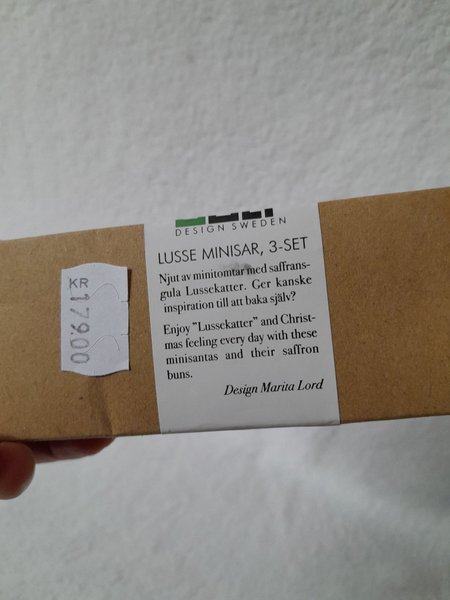 DESIGN SWEDEN
LUSSE MINISAR, 3-SET
Njut av minitomtar med saffrans-
gula Lussekatter. Ger kanske
inspiration till att baka själv?
Enjoy "Lussekatter" and Christ-
mas feeling every day with these
minisantas and their saffron
buns.
Design Marita Lord
KR
179.00